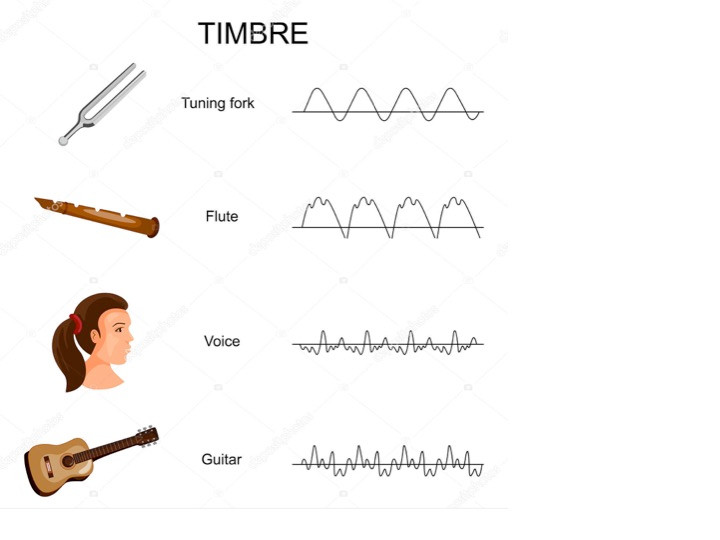 TIMBRE
Tuning fork
Flute
Voice
Guitar